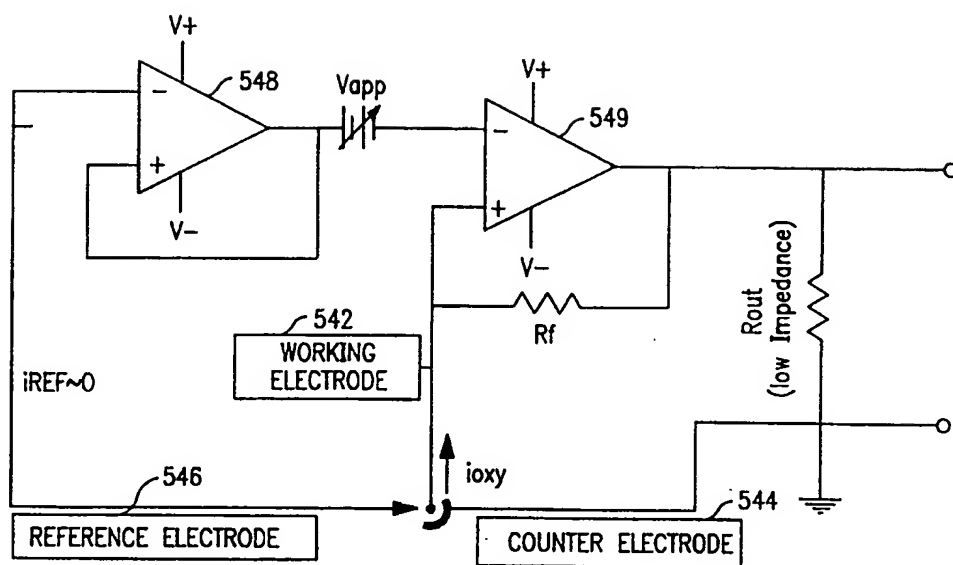 V+
548
−
+
V−
Vapp
V+
549
−
+
V−
Rf
Rout
(low Impedance)
542
WORKING
ELECTRODE
iREF~0
ioxy
546
REFERENCE ELECTRODE
544
COUNTER ELECTRODE